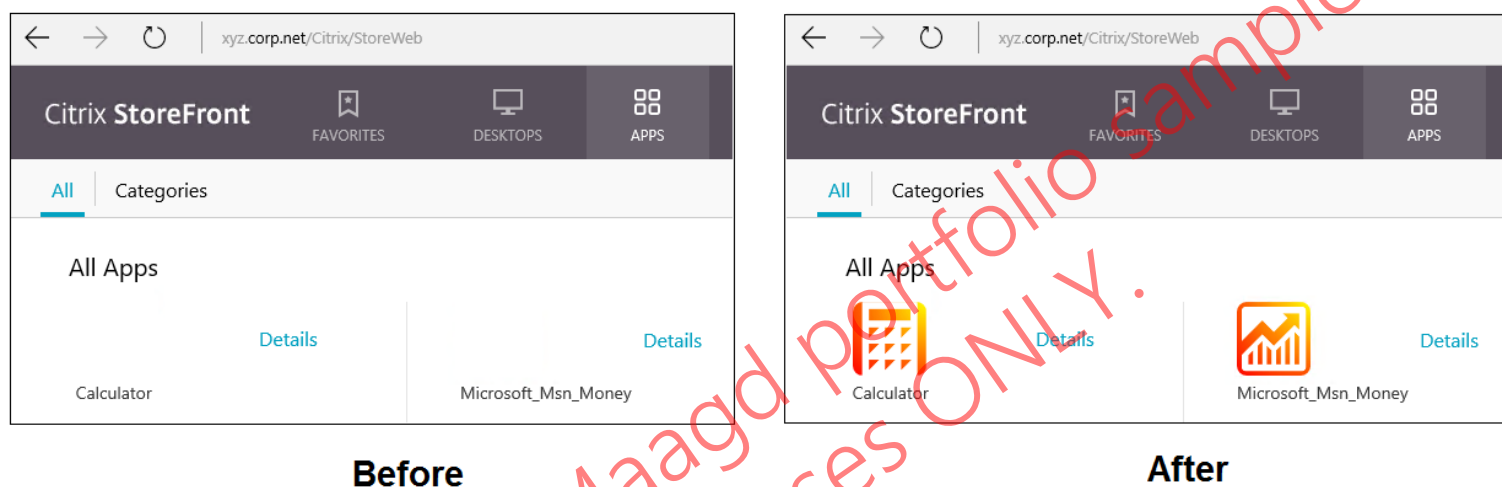 xyz.corp.net/Citrix/StoreWeb
Citrix StoreFront
FAVORITES
DESKTOPS
APPS
All
Categories
All Apps
Details
Details
Calculator
Microsoft_Msn_Money
Before
xyz.corp.net/Citrix/StoreWeb
Citrix StoreFront
FAVORITES
DESKTOPS
APPS
All
Categories
All Apps
Details
Details
Calculator
Microsoft_Msn_Money
After
portfolio
ONLY.